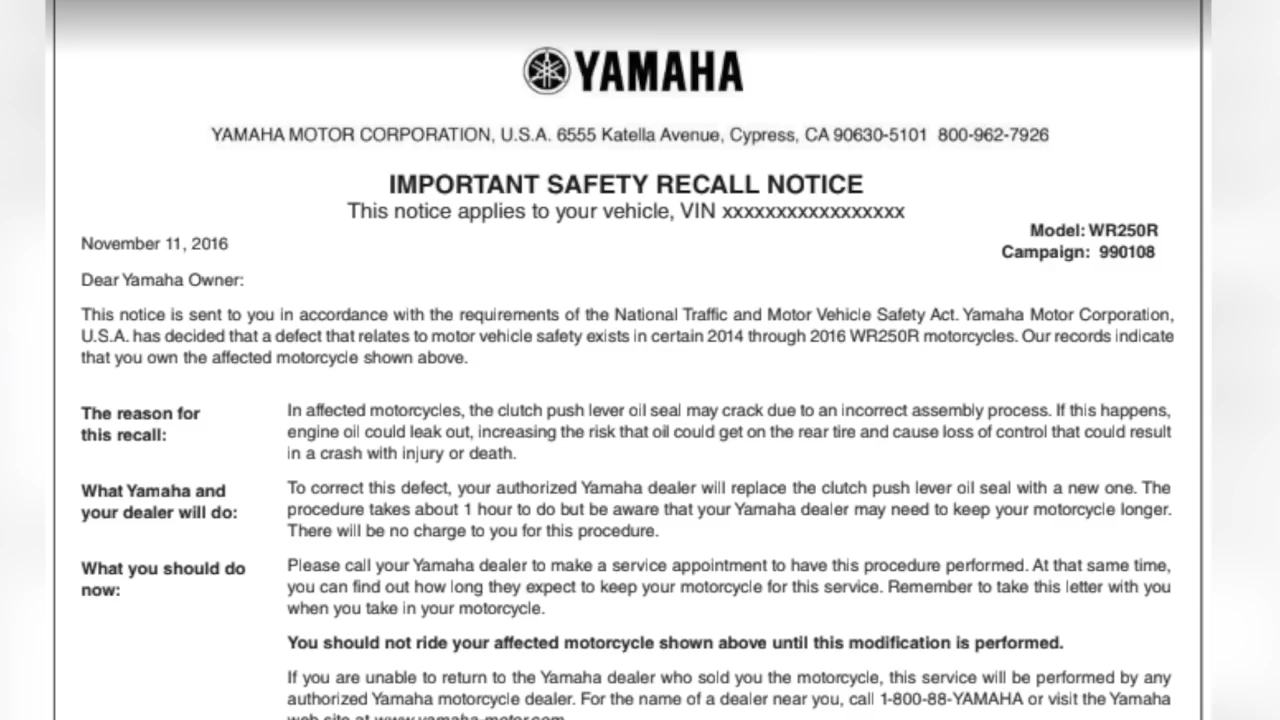 YAMAHA
YAMAHA MOTOR CORPORATION, U.S.A. 6555 Katella Avenue, Cypress, CA 90630-5101 800-962-7926
IMPORTANT SAFETY RECALL NOTICE
This notice applies to your vehicle, VIN xxxxxxxxxxxxxxxxx
Model: WR250R
November 11, 2016
Campaign: 990108
Dear Yamaha Owner:
This notice is sent to you in accordance with the requirements of the National Traffic and Motor Vehicle Safety Act. Yamaha Motor Corporation,
U.S.A. has decided that a defect that relates to motor vehicle safety exists in certain 2014 through 2016 WR250R motorcycles. Our records indicate
that you own the affected motorcycle shown above.
The reason for
this recall:
In affected motorcycles, the clutch push lever oil seal may crack due to an incorrect assembly process. If this happens,
engine oil could leak out, increasing the risk that oil could get on the rear tire and cause loss of control that could result
in a crash with injury or death.
What Yamaha and
your dealer will do:
To correct this defect, your authorized Yamaha dealer will replace the clutch push lever oil seal with a new one. The
procedure takes about 1 hour to do but be aware that your Yamaha dealer may need to keep your motorcycle longer.
There will be no charge to you for this procedure.
What you should do
now:
Please call your Yamaha dealer to make a service appointment to have this procedure performed. At that same time,
you can find out how long they expect to keep your motorcycle for this service. Remember to take this letter with you
when you take in your motorcycle.
You should not ride your affected motorcycle shown above until this modification is performed.
If you are unable to return to the Yamaha dealer who sold you the motorcycle, this service will be performed by any
authorized Yamaha motorcycle dealer. For the name of a dealer near you, call 1-800-88-YAMAHA or visit the Yamaha
web site at www.yamaha-motor.com.